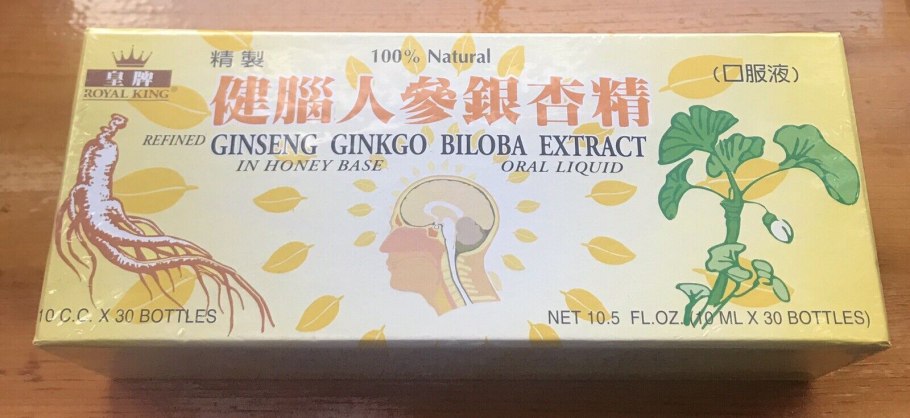 皇牌
ROYAL KING®
精製
100% Natural
(口服液)
健腦人參銀杏精
REFINED GINSENG GINKGO BILOBA EXTRACT
IN HONEY BASE
ORAL LIQUID
10 C.C. X 30 BOTTLES
NET 10.5 FL.OZ. (10 ML X 30 BOTTLES)